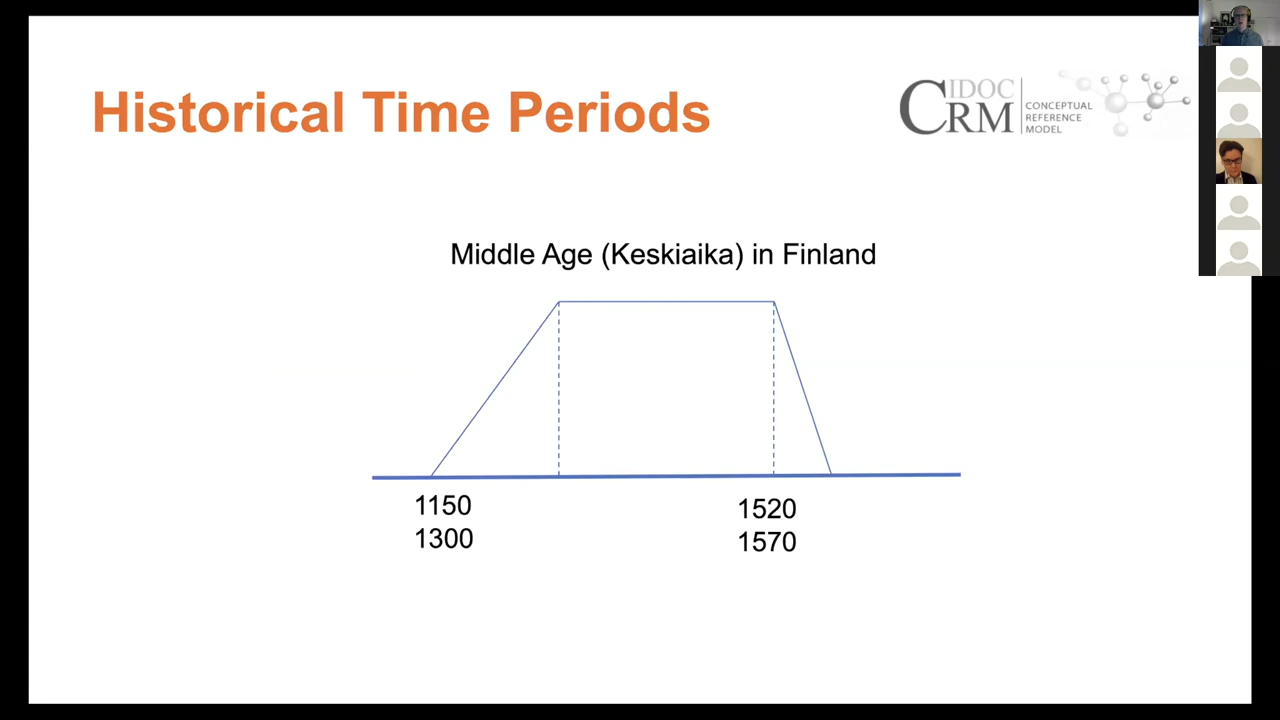 Historical Time Periods
CIDOC
CRM
CONCEPTUAL
REFERENCE
MODEL
Middle Age (Keskiaika) in Finland
1150
1300
1520
1570